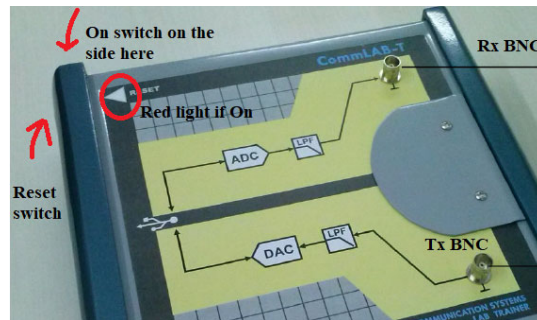 On switch on the
side here
CommLAB-T
Rx BNC
RESET
Red light if On
ADC
LPF
Reset
switch
LPF
DAC
Tx BNC
COMMUNICATION SYSTEMS
LAB TRAINER